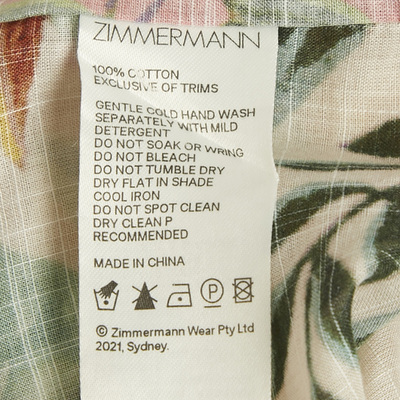 ZIMMERMANN
100% COTTON
EXCLUSIVE OF TRIMS
GENTLE COLD HAND WASH
SEPARATELY WITH MILD
DETERGENT
DO NOT SOAK OR WRING
DO NOT BLEACH
DO NOT TUMBLE DRY
DRY FLAT IN SHADE
COOL IRON
DO NOT SPOT CLEAN
DRY CLEAN P
RECOMMENDED
MADE IN CHINA
P
© Zimmermann Wear Pty Ltd
2021, Sydney.